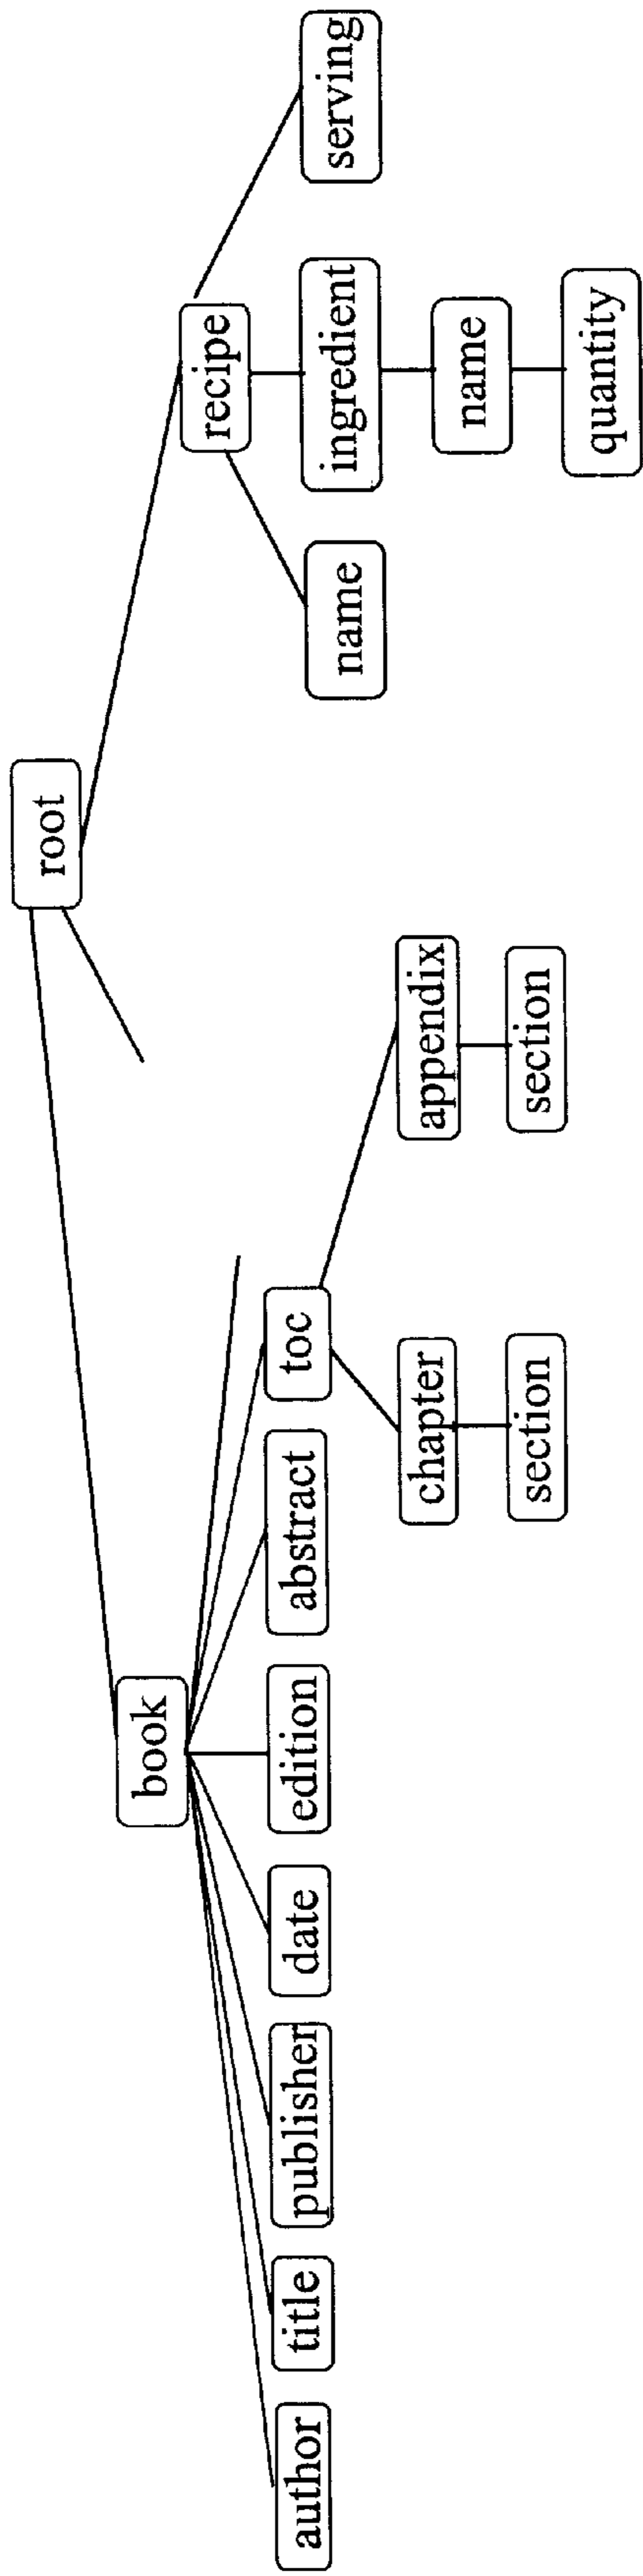 root
book
recipe
author
title
publisher
date
edition
abstract
toc
name
ingredient
serving
chapter
appendix
name
section
section
quantity